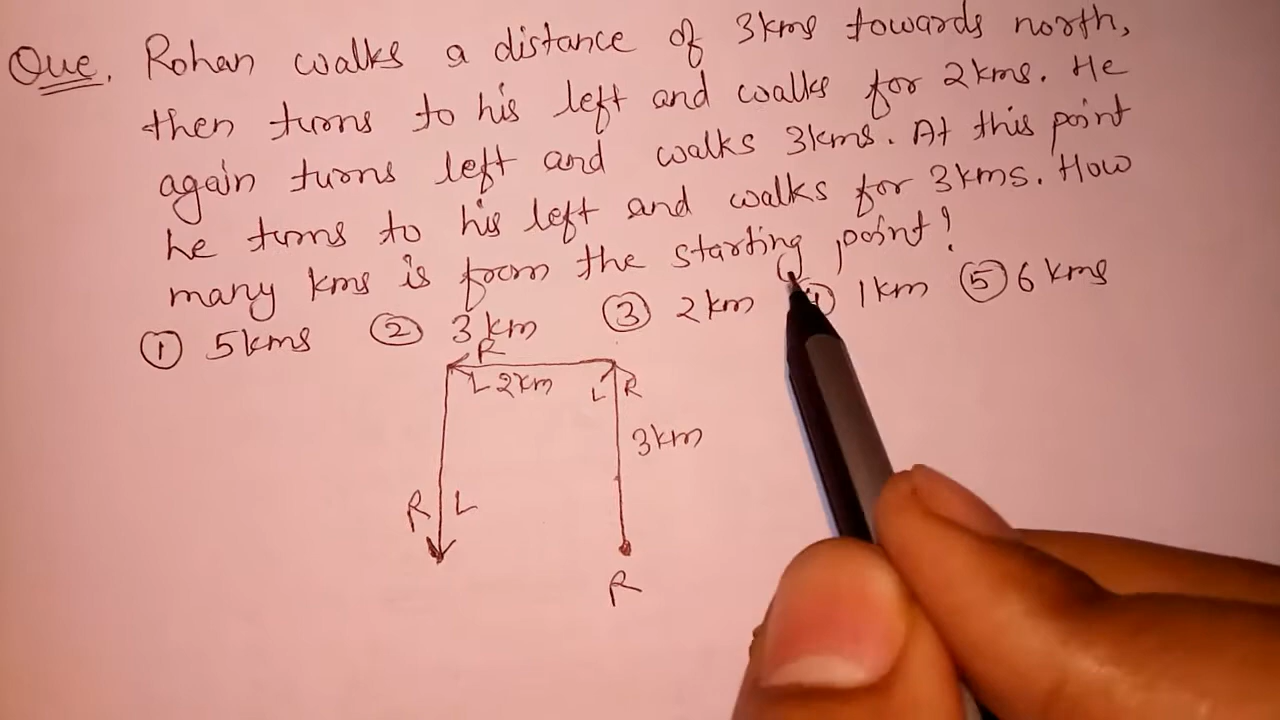 Que. Rohan walks a distance of 3kms towards north,
then turns to his left and walks for 2kms. He
again turns left and walks 3kms. At this point
he turns to his left and walks for 3kms. How
many kms is from the starting point?
① 5kms ② 3km ③ 2km ④ 1km ⑤ 6kms
R
L 2km L R
3km
R L
R